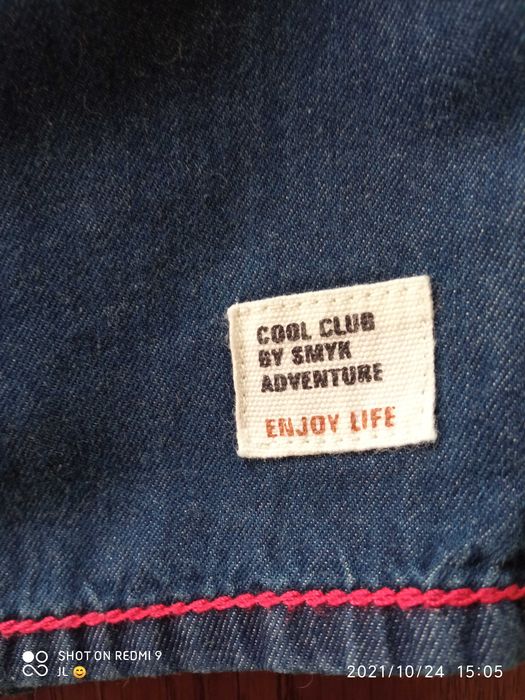 COOL CLUB
BY SMYK
ADVENTURE
ENJOY LIFE
SHOT ON REDMI 9
JL 😊
2021/10/24 15:05